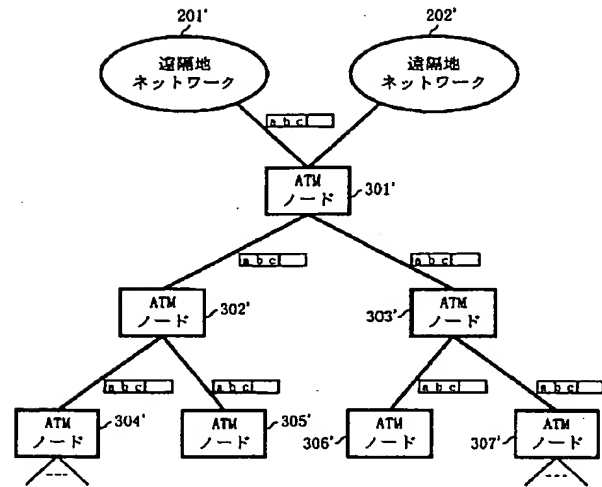 201'
202'
遠隔地
ネットワーク
遠隔地
ネットワーク
a b c
ATM
ノード
301'
a b c
a b c
ATM
ノード
302'
ATM
ノード
303'
a b c
a b c
a b c
a b c
ATM
ノード
304'
ATM
ノード
305'
ATM
ノード
306'
ATM
ノード
307'